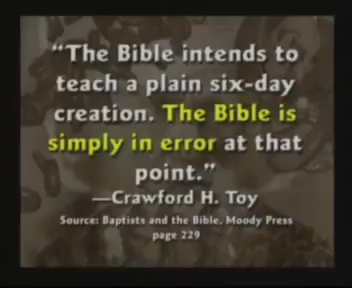 “The Bible intends to
teach a plain six-day
creation. The Bible is
simply in error at that
point.”
—Crawford H. Toy
Source: Baptists and the Bible, Moody Press
page 229